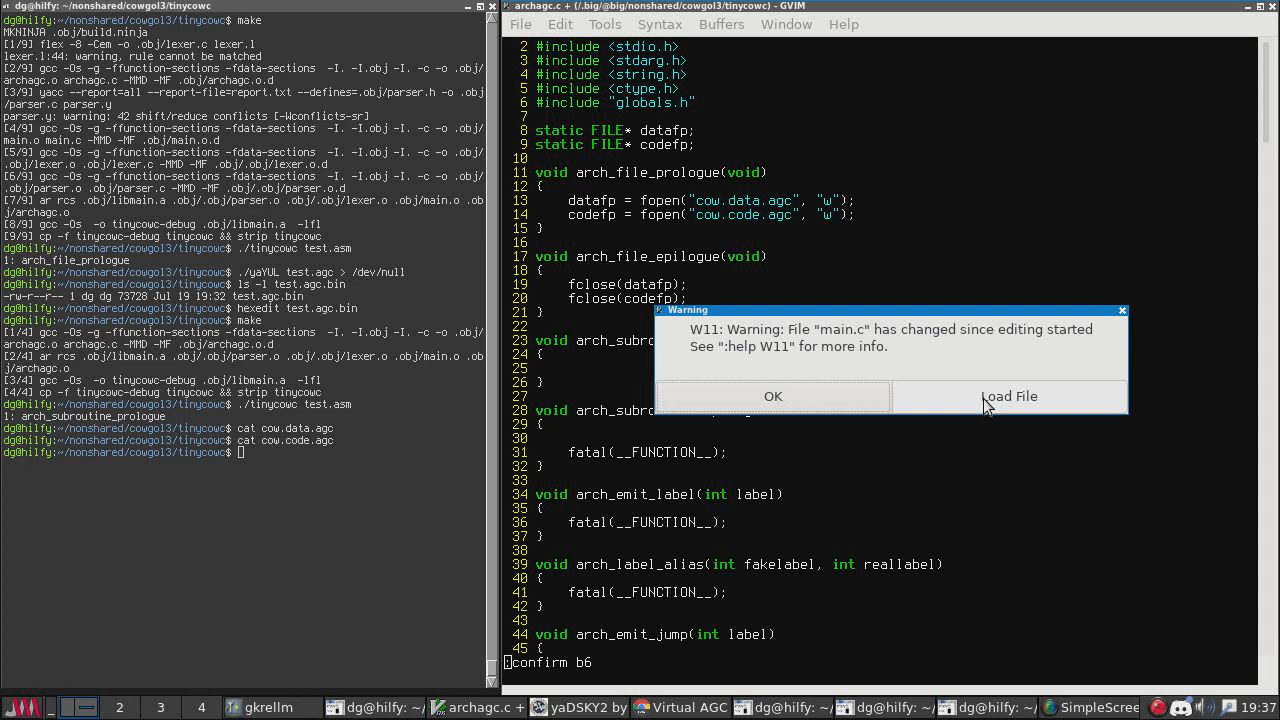 dg@hilfy: ~/nonshared/cowgol3/tinycowc
dg@hilfy:~/nonshared/cowgol3/tinycowc$ make
MKNINJA .obj/build.ninja
[1/9] flex -8 -Cem -o .obj/lexer.c lexer.l
lexer.l:44: warning, rule cannot be matched
[2/9] gcc -Os -g -ffunction-sections -fdata-sections  -I. -I.obj -I. -c -o .obj/
archagc.o archagc.c -MMD -MF .obj/archagc.o.d
[3/9] yacc --report=all --report-file=report.txt --defines=.obj/parser.h -o .obj
/parser.c parser.y
parser.y: warning: 42 shift/reduce conflicts [-Wconflicts-sr]
[4/9] gcc -Os -g -ffunction-sections -fdata-sections  -I. -I.obj -I. -c -o .obj/
main.o main.c -MMD -MF .obj/main.o.d
[5/9] gcc -Os -g -ffunction-sections -fdata-sections  -I. -I.obj -I. -c -o .obj/
.obj/lexer.o .obj/lexer.c -MMD -MF .obj/.obj/lexer.o.d
[6/9] gcc -Os -g -ffunction-sections -fdata-sections  -I. -I.obj -I. -c -o .obj/
.obj/parser.o .obj/parser.c -MMD -MF .obj/.obj/parser.o.d
[7/9] ar rcs .obj/libmain.a .obj/.obj/parser.o .obj/.obj/lexer.o .obj/main.o .ob
j/archagc.o
[8/9] gcc -Os  -o tinycowc-debug .obj/libmain.a  -lfl
[9/9] cp -f tinycowc-debug tinycowc && strip tinycowc
dg@hilfy:~/nonshared/cowgol3/tinycowc$ ./tinycowc test.asm
1: arch_file_prologue
dg@hilfy:~/nonshared/cowgol3/tinycowc$ ./yaYUL test.agc > /dev/null
dg@hilfy:~/nonshared/cowgol3/tinycowc$ ls -l test.agc.bin
-rw-r--r-- 1 dg dg 73728 Jul 19 19:32 test.agc.bin
dg@hilfy:~/nonshared/cowgol3/tinycowc$ hexedit test.agc.bin
dg@hilfy:~/nonshared/cowgol3/tinycowc$ make
[1/4] gcc -Os -g -ffunction-sections -fdata-sections  -I. -I.obj -I. -c -o .obj/
archagc.o archagc.c -MMD -MF .obj/archagc.o.d
[2/4] ar rcs .obj/libmain.a .obj/.obj/parser.o .obj/.obj/lexer.o .obj/main.o .ob
j/archagc.o
[3/4] gcc -Os  -o tinycowc-debug .obj/libmain.a  -lfl
[4/4] cp -f tinycowc-debug tinycowc && strip tinycowc
dg@hilfy:~/nonshared/cowgol3/tinycowc$ ./tinycowc test.asm
1: arch_subroutine_prologue
dg@hilfy:~/nonshared/cowgol3/tinycowc$ cat cow.data.agc
dg@hilfy:~/nonshared/cowgol3/tinycowc$ cat cow.code.agc
dg@hilfy:~/nonshared/cowgol3/tinycowc$
archagc.c + (/.big/@big/nonshared/cowgol3/tinycowc) - GVIM
File Edit Tools Syntax Buffers Window Help
2 #include <stdio.h>
3 #include <stdarg.h>
4 #include <string.h>
5 #include <ctype.h>
6 #include "globals.h"
7
8 static FILE* datafp;
9 static FILE* codefp;
10
11 void arch_file_prologue(void)
12 {
13     datafp = fopen("cow.data.agc", "w");
14     codefp = fopen("cow.code.agc", "w");
15 }
16
17 void arch_file_epilogue(void)
18 {
19     fclose(datafp);
20     fclose(codefp);
21 }
22
23 void arch_subro
24 {
25
26 }
27
28 void arch_subro
29 {
30
31     fatal(__FUNCTION__);
32 }
33
34 void arch_emit_label(int label)
35 {
36     fatal(__FUNCTION__);
37 }
38
39 void arch_label_alias(int fakelabel, int reallabel)
40 {
41     fatal(__FUNCTION__);
42 }
43
44 void arch_emit_jump(int label)
45 {
:confirm b6
Warning
W11: Warning: File "main.c" has changed since editing started
See ":help W11" for more info.
OK
Load File
2 3 4 gkrellm dg@hilfy: ~ archagc.c + yaDSKY2 by Virtual AGC dg@hilfy: ~ dg@hilfy: ~ dg@hilfy: ~ SimpleScree 19:37